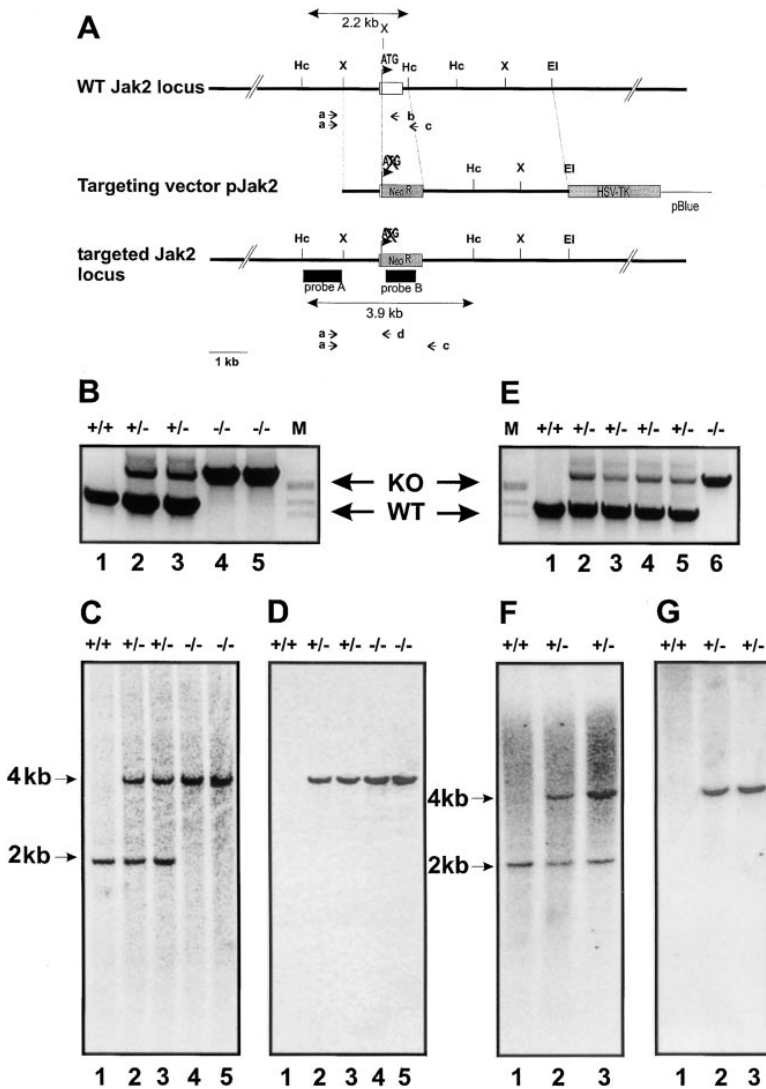 A
2.2 kb
X
ATG
Hc X Hc Hc X EI
WT Jak2 locus
a b
a c
ATG
Hc X EI
Targeting vector pJak2
Neo R
HSV-TK
pBlue
ATG
Hc X Hc X EI
targeted Jak2
locus
Neo R
probe A probe B
3.9 kb
a d
a c
1 kb
B
+/+ +/- +/- -/- -/- M
KO
WT
1 2 3 4 5
E
M +/+ +/- +/- +/- +/- -/-
1 2 3 4 5 6
C
+/+ +/- +/- -/- -/-
4kb
2kb
1 2 3 4 5
D
+/+ +/- +/- -/- -/-
1 2 3 4 5
F
+/+ +/- +/-
4kb
2kb
1 2 3
G
+/+ +/- +/-
1 2 3